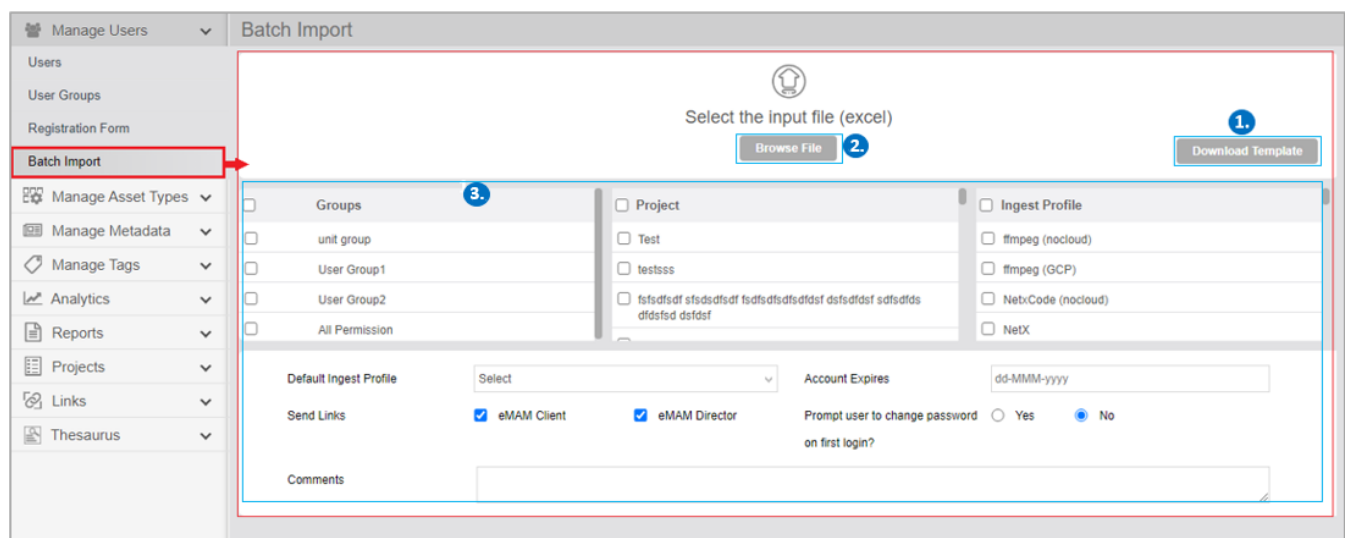 Manage Users
Batch Import
Users
User Groups
Registration Form
Batch Import
Manage Asset Types
Manage Metadata
Manage Tags
Analytics
Reports
Projects
Links
Thesaurus
Select the input file (excel)
1.
Browse File
2.
Download Template
3.
Groups
unit group
User Group1
User Group2
All Permission
Project
Test
testsss
fsfsdfsdf sfsdsdfsdf fsdfsdfsdfsdfdsf dsfsdfdsf sdfsdfds
dfdsfsd dsfdsf
Ingest Profile
ffmpeg (nocloud)
ffmpeg (GCP)
NetxCode (nocloud)
NetX
Default Ingest Profile
Select
Account Expires
dd-MMM-yyyy
Send Links
eMAM Client
eMAM Director
Prompt user to change password
on first login?
Yes
No
Comments